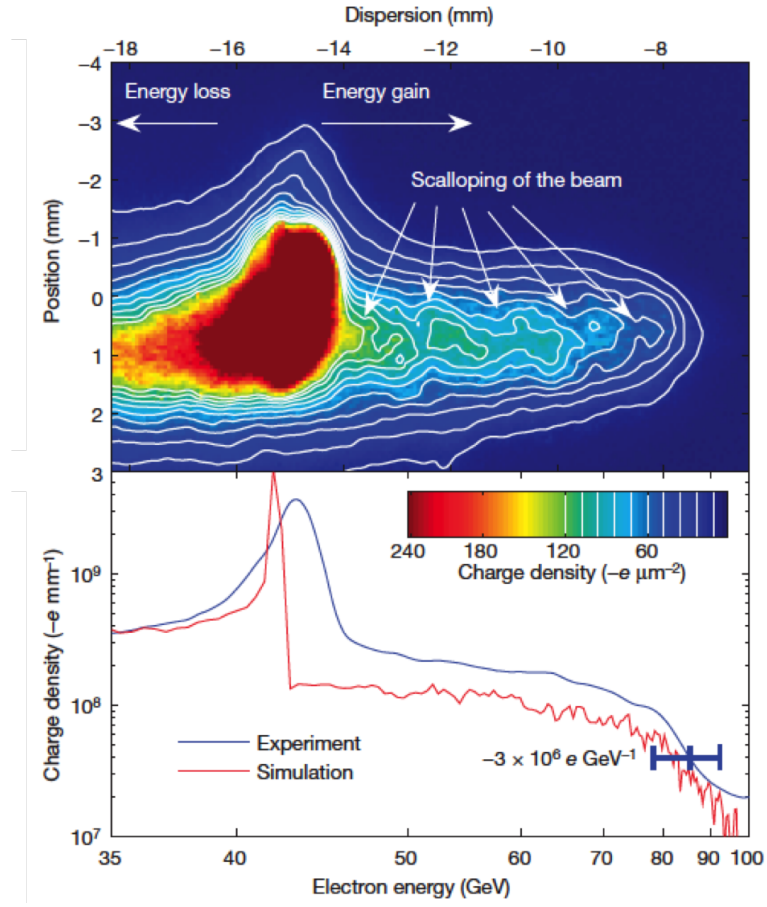 Dispersion (mm)
−18 −16 −14 −12 −10 −8
−4
Energy loss
Energy gain
−3
−2
Scalloping of the beam
−1
Position (mm)
0
1
2
3
240 180 120 60
Charge density (−e μm⁻²)
10⁹
Charge density (−e mm⁻¹)
10⁸
Experiment
−3 × 10⁶ e GeV⁻¹
Simulation
10⁷
35 40 50 60 70 80 90 100
Electron energy (GeV)